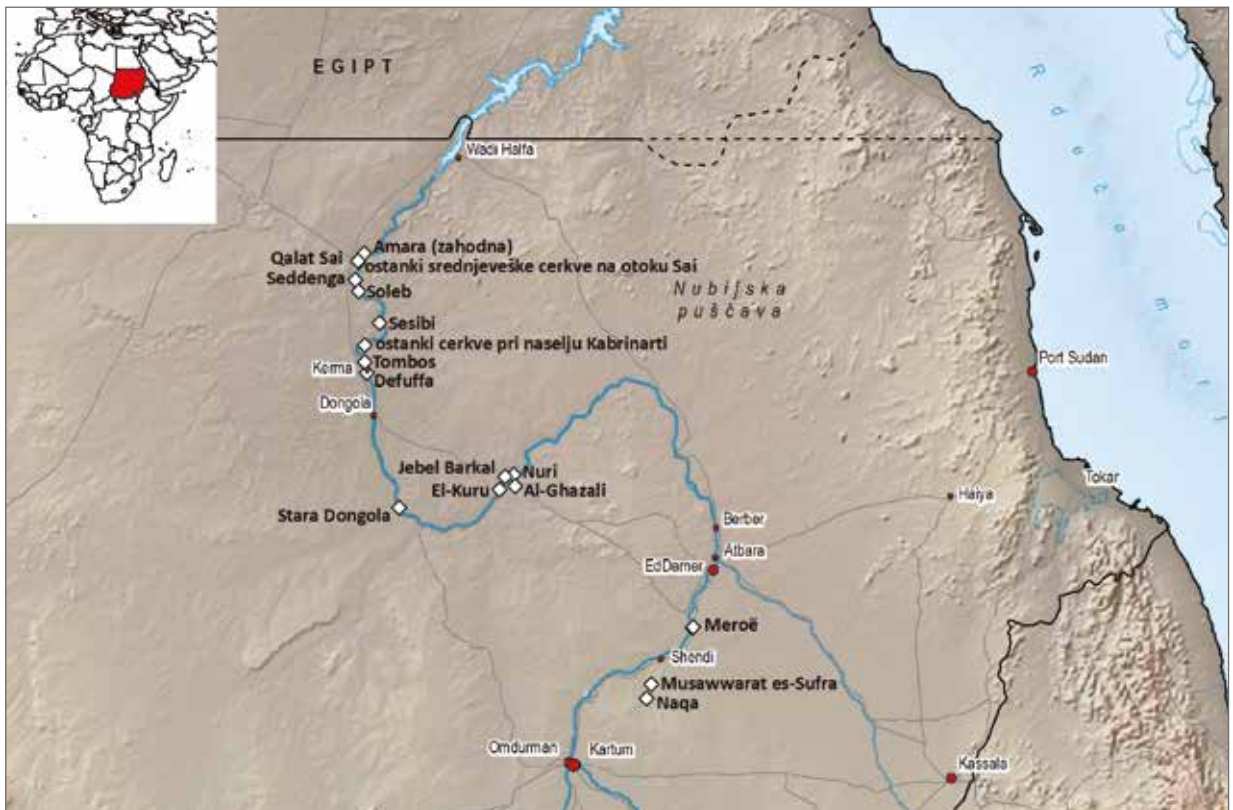 EGIPT
Rdeče morje
Wadi Halfa
Amara (zahodna)
Qalat Sai
ostanki srednjeveške cerkve na otoku Sai
Seddenga
Soleb
Nubijska
puščava
Sesibi
ostanki cerkve pri naselju Kabrinarti
Port Sudan
Tombos
Kerma
Defuffa
Dongola
Jebel Barkal
Nuri
El-Kuru
Al-Ghazali
Tokar
Haiya
Stara Dongola
Berber
Atbara
EdDamer
Meroë
Shendi
Musawwarat es-Sufra
Naqa
Omdurman
Kartum
Kassala